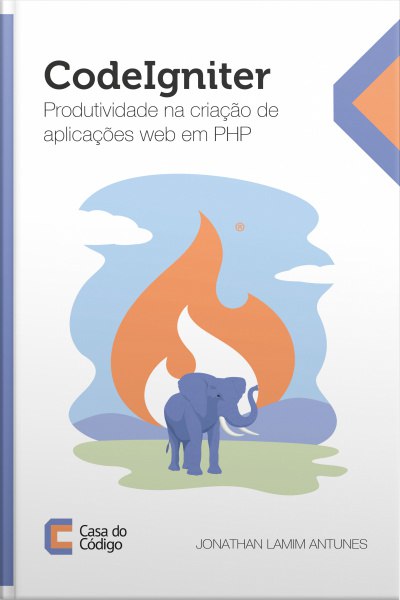 CodeIgniter
Produtividade na criação de
aplicações web em PHP
®
Casa do
Código
JONATHAN LAMIM ANTUNES